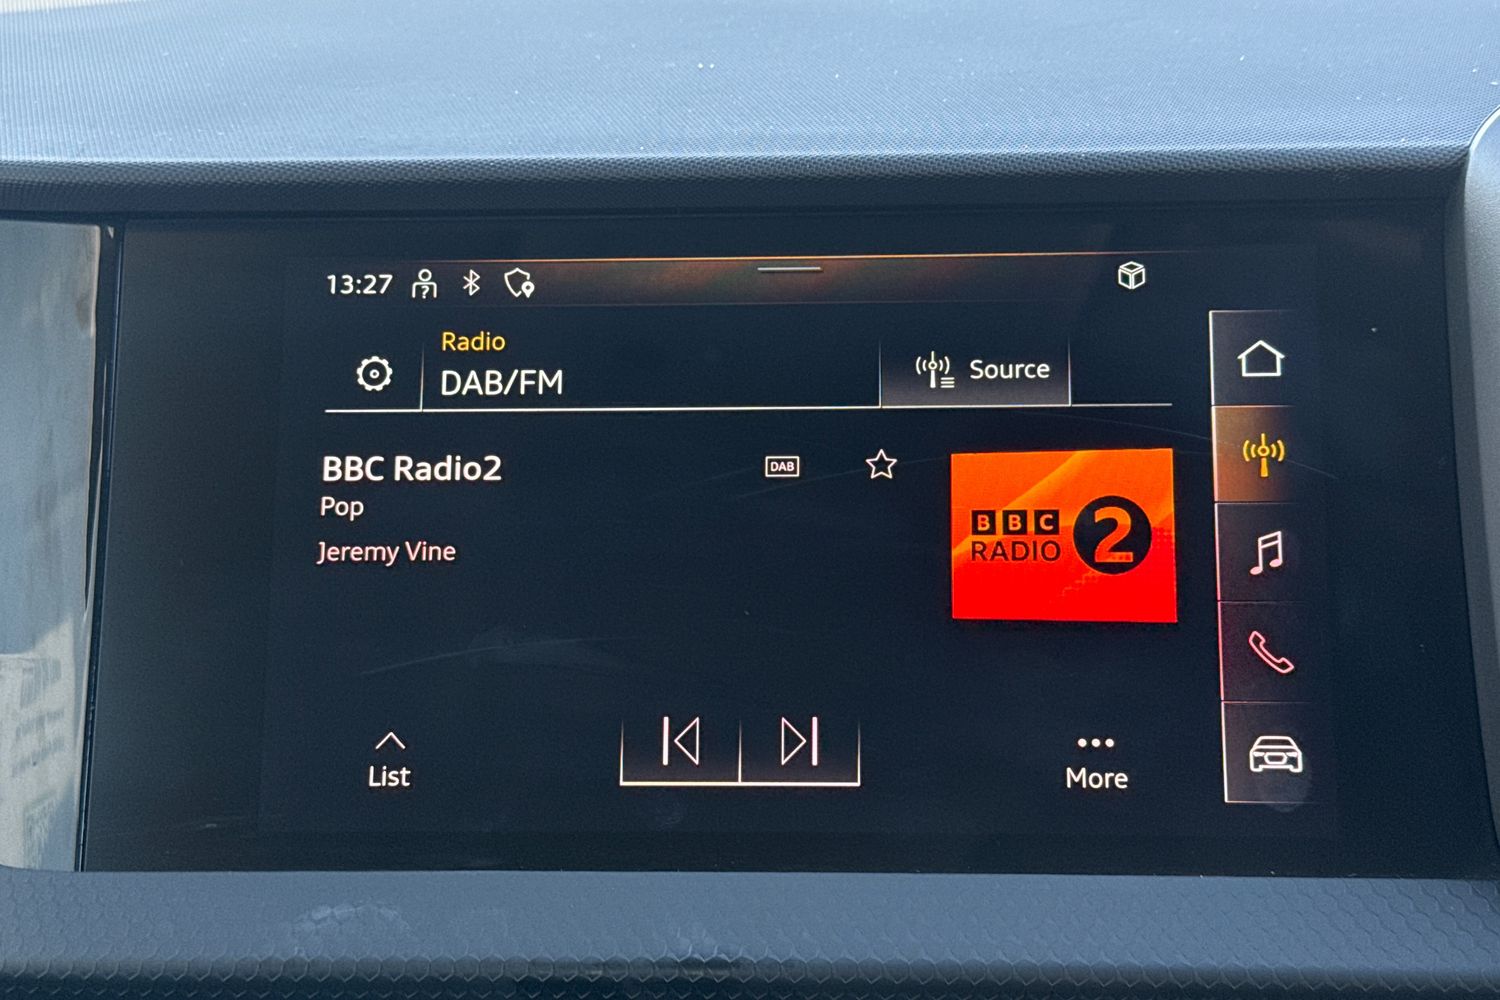 13:27
Radio
DAB/FM
Source
BBC Radio2
DAB
Pop
Jeremy Vine
BBC
RADIO 2
List
More